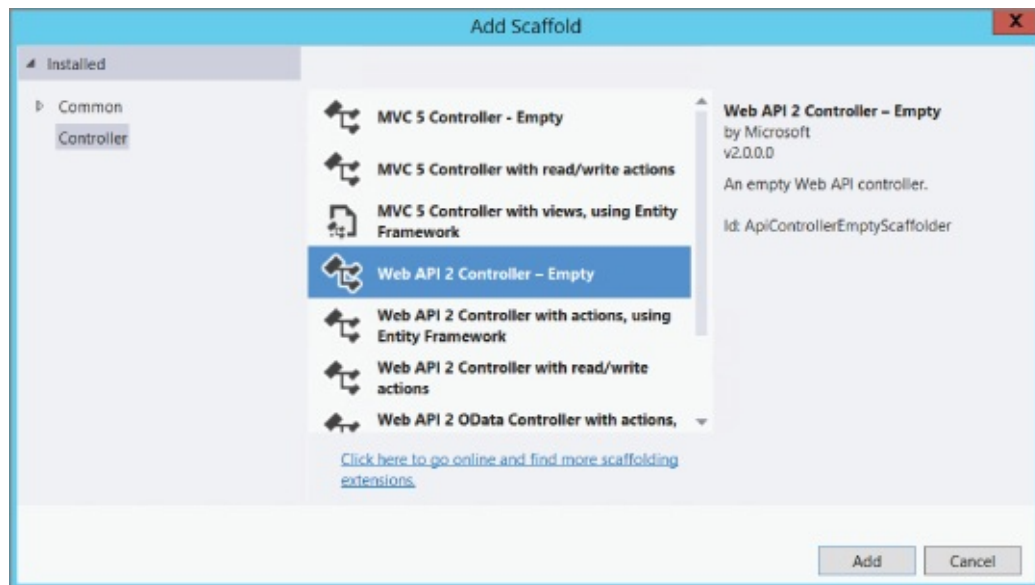 Add Scaffold
X
Installed
Common
Controller
MVC 5 Controller - Empty
MVC 5 Controller with read/write actions
MVC 5 Controller with views, using Entity
Framework
Web API 2 Controller – Empty
Web API 2 Controller with actions, using
Entity Framework
Web API 2 Controller with read/write
actions
Web API 2 OData Controller with actions,
Click here to go online and find more scaffolding
extensions.
Web API 2 Controller – Empty
by Microsoft
v2.0.0.0
An empty Web API controller.
Id: ApiControllerEmptyScaffolder
Add
Cancel